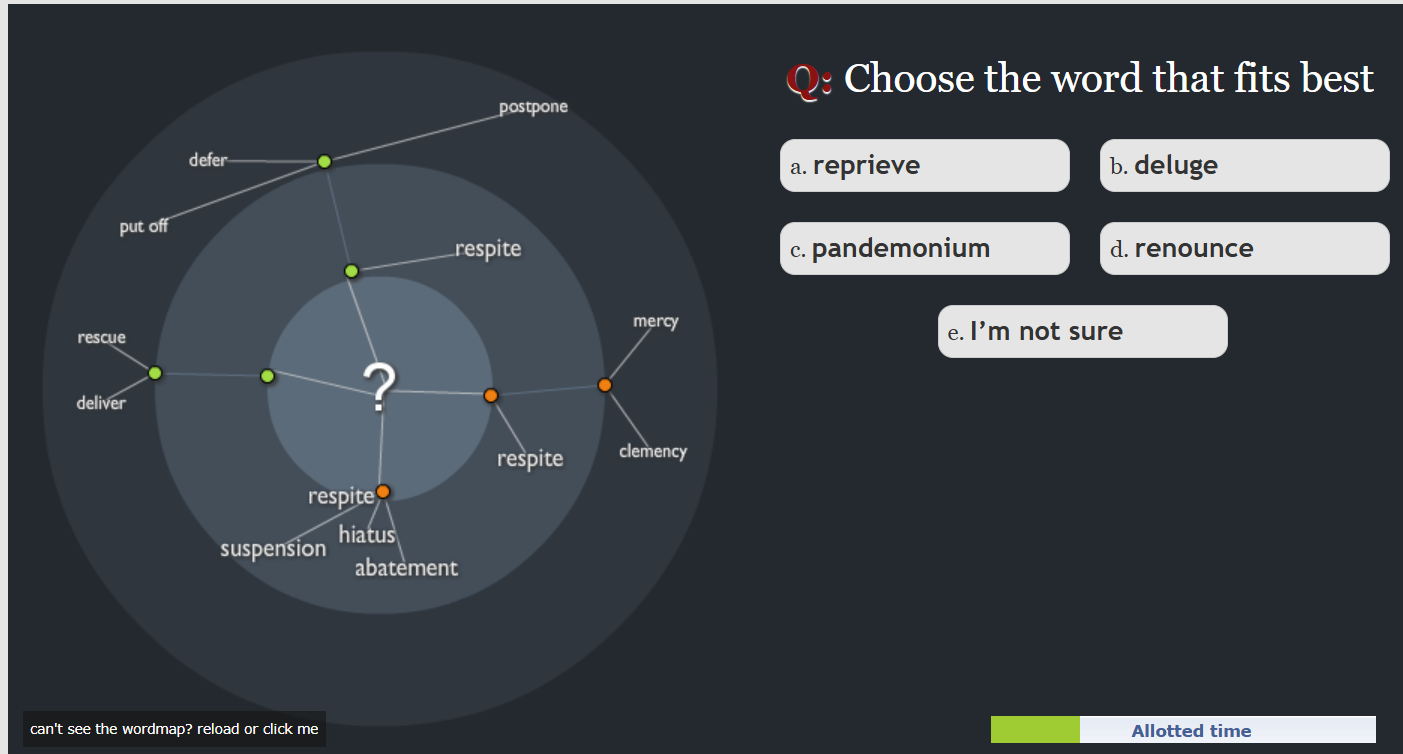 postpone
defer
put off
respite
rescue
deliver
?
mercy
clemency
respite
respite
hiatus
suspension
abatement
Q: Choose the word that fits best
a. reprieve
b. deluge
c. pandemonium
d. renounce
e. I’m not sure
can't see the wordmap? reload or click me
Allotted time